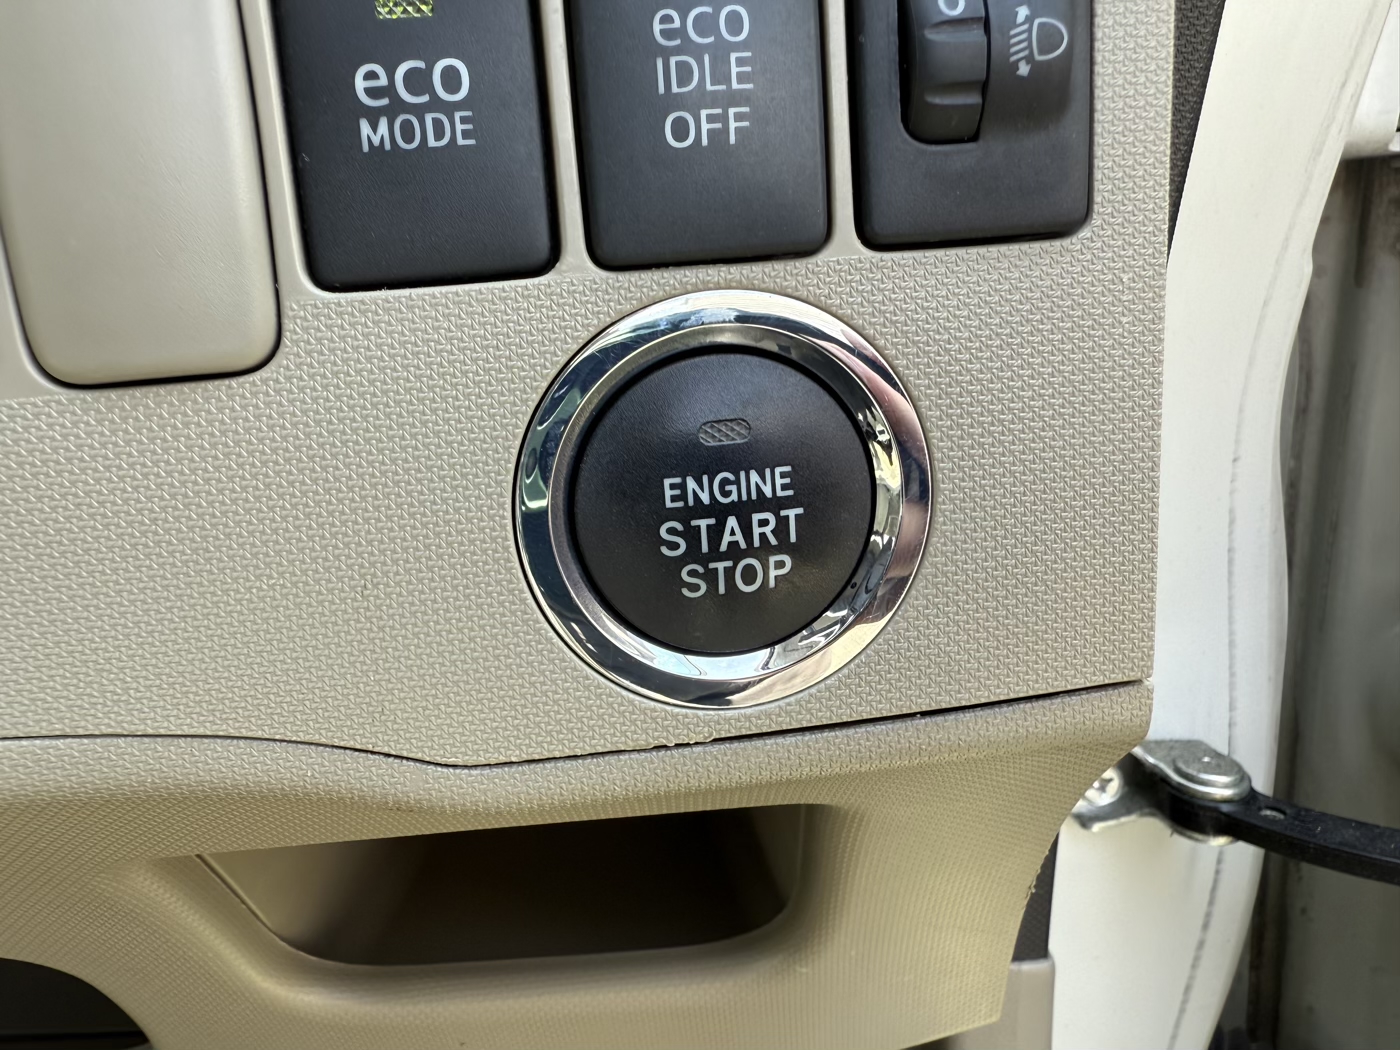 eco
MODE
eco
IDLE
OFF
ENGINE
START
STOP